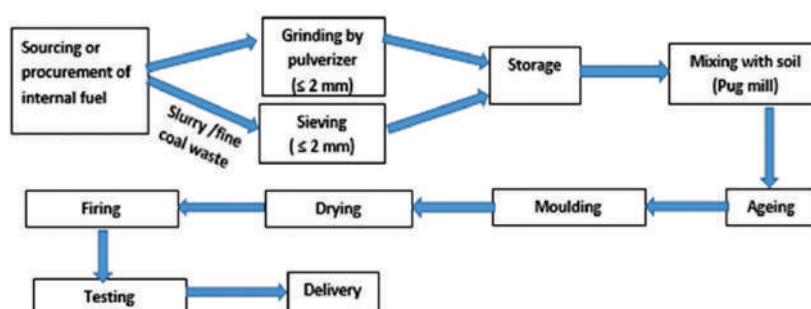 Sourcing or
procurement of
internal fuel
Grinding by
pulverizer
(≤ 2 mm)
Slurry /fine
coal waste
Sieving
( ≤ 2 mm)
Storage
Mixing with soil
(Pug mill)
Ageing
Moulding
Drying
Firing
Testing
Delivery